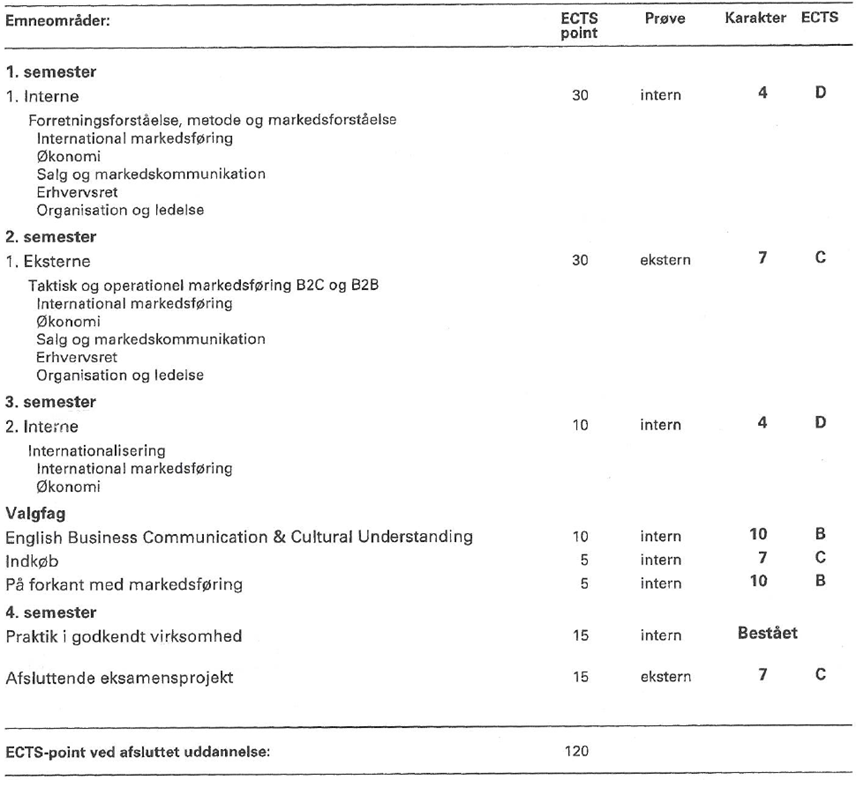 Emneområder: ECTS point Prøve Karakter ECTS
1. semester
1. Interne 30 intern 4 D
Forretningsforståelse, metode og markedsforståelse
International markedsføring
Økonomi
Salg og markedskommunikation
Erhvervsret
Organisation og ledelse
2. semester
1. Eksterne 30 ekstern 7 C
Taktisk og operationel markedsføring B2C og B2B
International markedsføring
Økonomi
Salg og markedskommunikation
Erhvervsret
Organisation og ledelse
3. semester
2. Interne 10 intern 4 D
Internationalisering
International markedsføring
Økonomi
Valgfag
English Business Communication & Cultural Understanding 10 intern 10 B
Indkøb 5 intern 7 C
På forkant med markedsføring 5 intern 10 B
4. semester
Praktik i godkendt virksomhed 15 intern Bestået
Afsluttende eksamensprojekt 15 ekstern 7 C
ECTS-point ved afsluttet uddannelse: 120